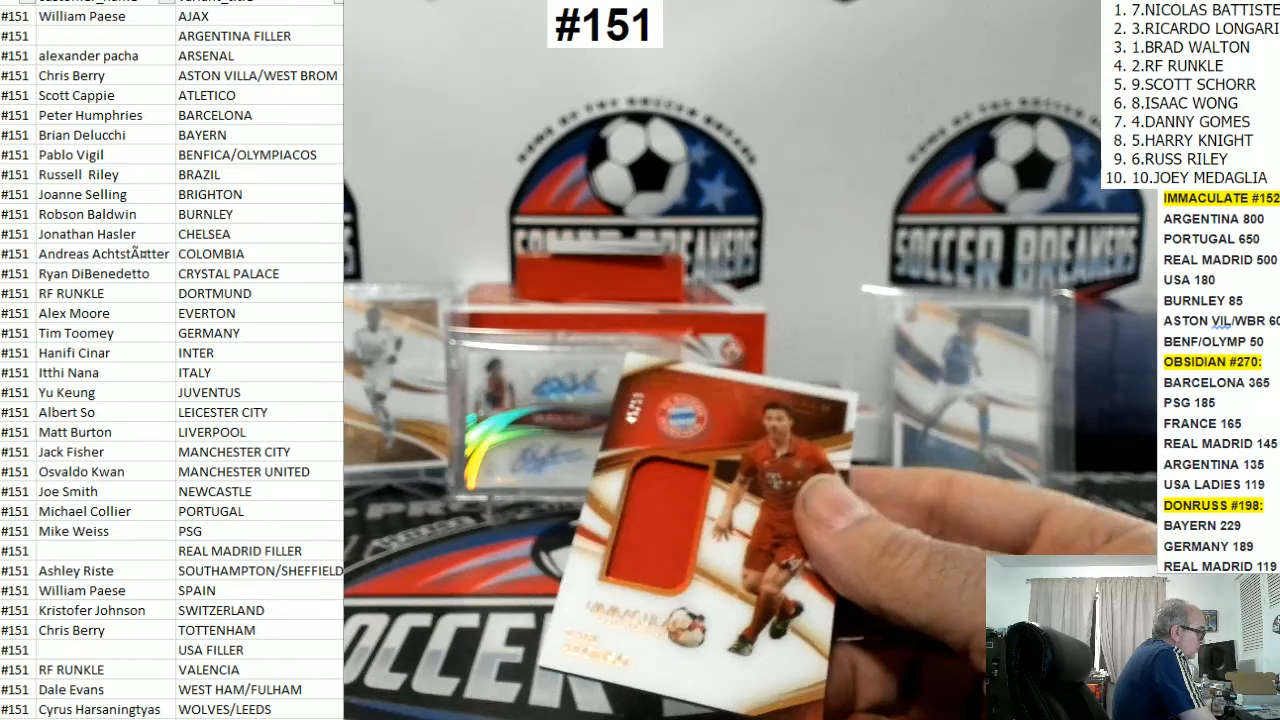 #151 William Paese AJAX
#151 ARGENTINA FILLER
#151 alexander pacha ARSENAL
#151 Chris Berry ASTON VILLA/WEST BROM
#151 Scott Cappie ATLETICO
#151 Peter Humphries BARCELONA
#151 Brian Delucchi BAYERN
#151 Pablo Vigil BENFICA/OLYMPIACOS
#151 Russell Riley BRAZIL
#151 Joanne Selling BRIGHTON
#151 Robson Baldwin BURNLEY
#151 Jonathan Hasler CHELSEA
#151 Andreas AchtstÃ¤tter COLOMBIA
#151 Ryan DiBenedetto CRYSTAL PALACE
#151 RF RUNKLE DORTMUND
#151 Alex Moore EVERTON
#151 Tim Toomey GERMANY
#151 Hanifi Cinar INTER
#151 Itthi Nana ITALY
#151 Yu Keung JUVENTUS
#151 Albert So LEICESTER CITY
#151 Matt Burton LIVERPOOL
#151 Jack Fisher MANCHESTER CITY
#151 Osvaldo Kwan MANCHESTER UNITED
#151 Joe Smith NEWCASTLE
#151 Michael Collier PORTUGAL
#151 Mike Weiss PSG
#151 REAL MADRID FILLER
#151 Ashley Riste SOUTHAMPTON/SHEFFIELD
#151 William Paese SPAIN
#151 Kristofer Johnson SWITZERLAND
#151 Chris Berry TOTTENHAM
#151 USA FILLER
#151 RF RUNKLE VALENCIA
#151 Dale Evans WEST HAM/FULHAM
#151 Cyrus Harsaningtyas WOLVES/LEEDS
#151
HOME OF THE SOCCER BREAKERS
SOCCER BREAKERS
SOCCER BREAKERS
SOCCER
1. 7.NICOLAS BATTISTE
2. 3.RICARDO LONGARI
3. 1.BRAD WALTON
4. 2.RF RUNKLE
5. 9.SCOTT SCHORR
6. 8.ISAAC WONG
7. 4.DANNY GOMES
8. 5.HARRY KNIGHT
9. 6.RUSS RILEY
10. 10.JOEY MEDAGLIA
IMMACULATE #152
ARGENTINA 800
PORTUGAL 650
REAL MADRID 500
USA 180
BURNLEY 85
ASTON VIL/WBR 60
BENF/OLYMP 50
OBSIDIAN #270:
BARCELONA 365
PSG 185
FRANCE 165
REAL MADRID 145
ARGENTINA 135
USA LADIES 119
DONRUSS #198:
BAYERN 229
GERMANY 189
REAL MADRID 119